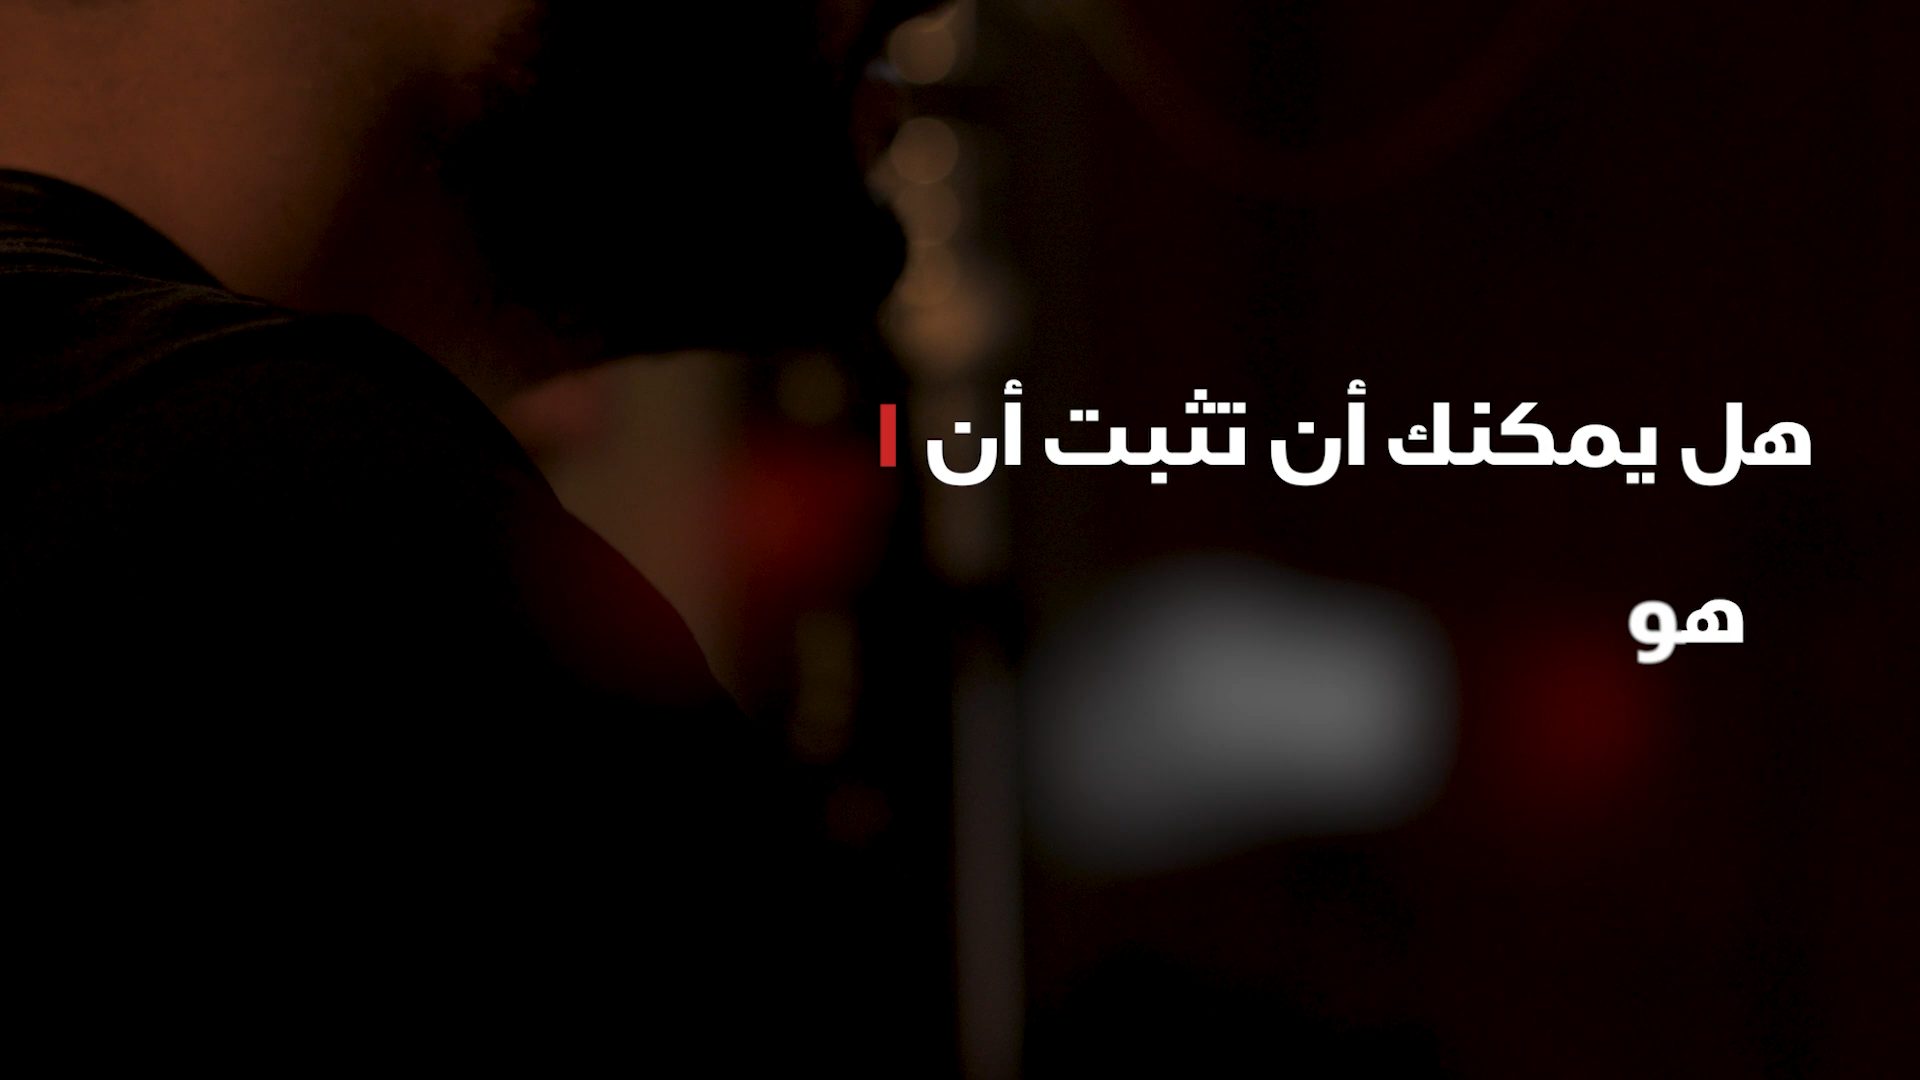 هل يمكنك أن تثبت أن ا
هو